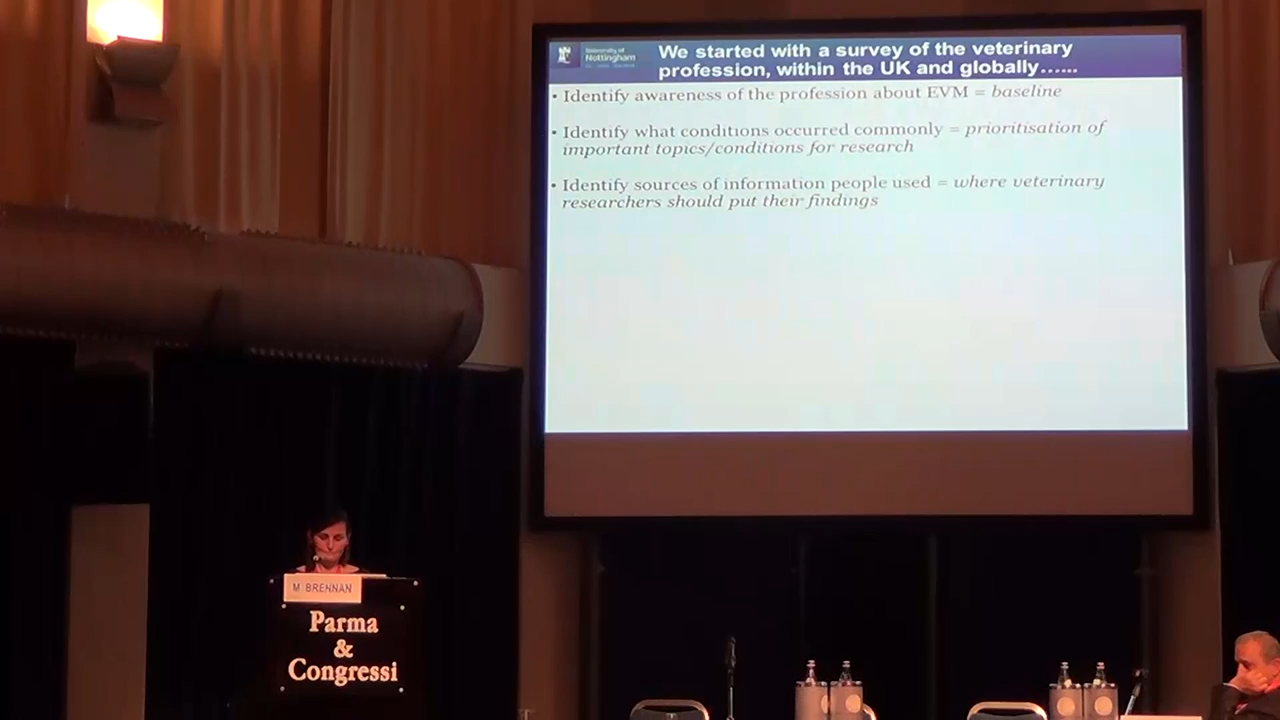 University of
Nottingham
We started with a survey of the veterinary
profession, within the UK and globally......
• Identify awareness of the profession about EVM = baseline
• Identify what conditions occurred commonly = prioritisation of
important topics/conditions for research
• Identify sources of information people used = where veterinary
researchers should put their findings
M BRENNAN
Parma
&
Congressi